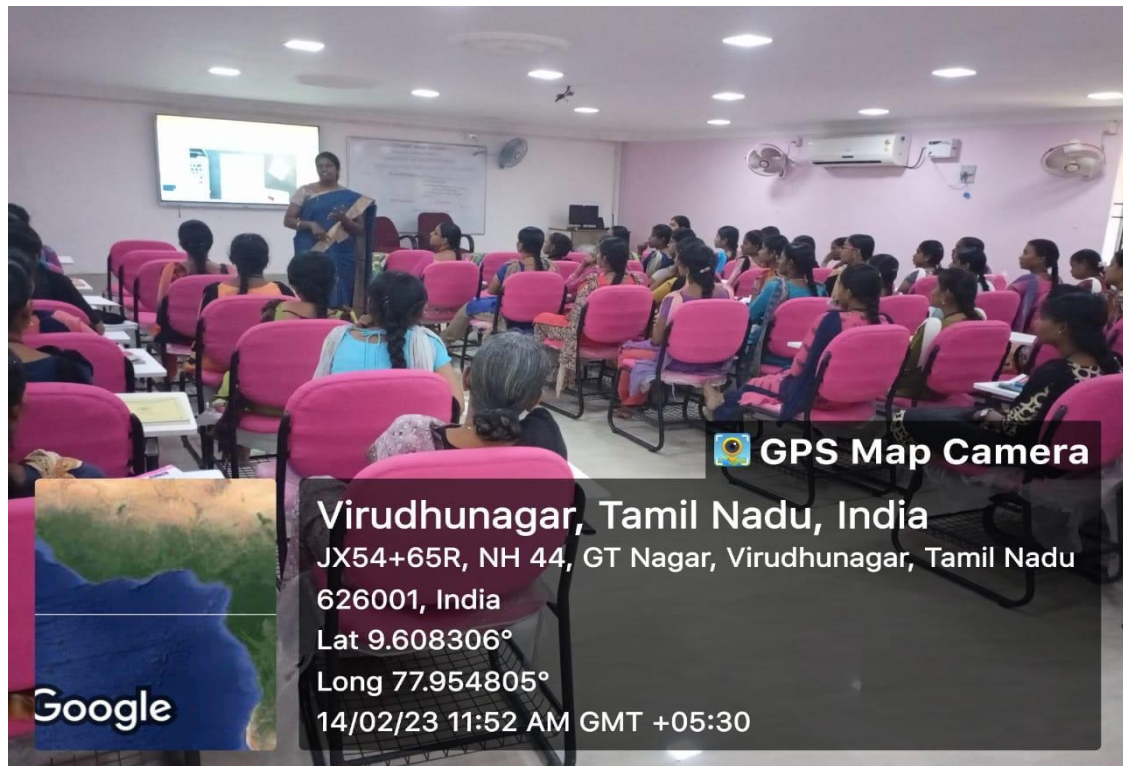 GPS Map Camera
Virudhunagar, Tamil Nadu, India
JX54+65R, NH 44, GT Nagar, Virudhunagar, Tamil Nadu
626001, India
Lat 9.608306°
Long 77.954805°
14/02/23 11:52 AM GMT +05:30
Google